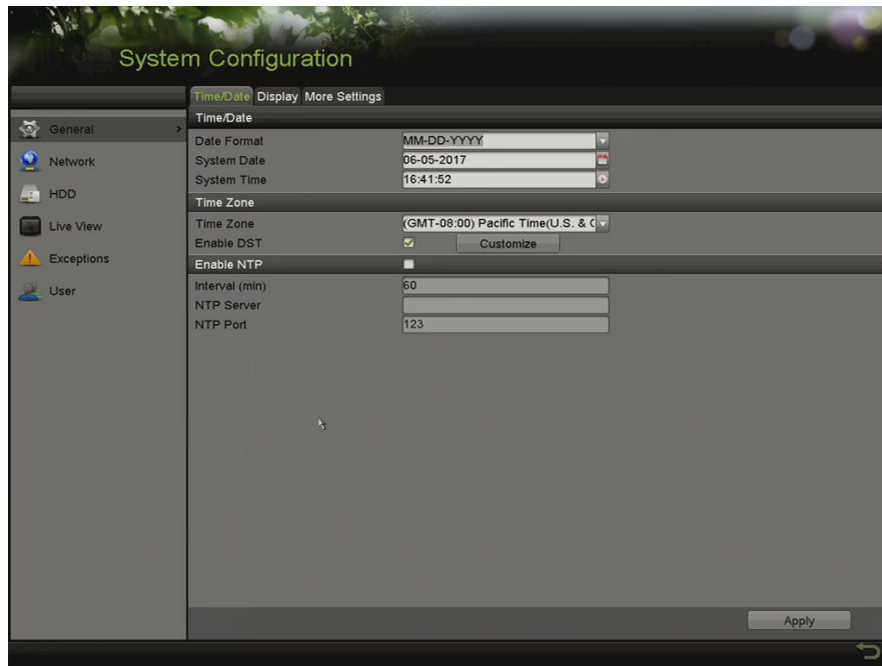 System Configuration
Time/Date Display More Settings
General
Network
HDD
Live View
Exceptions
User
Time/Date
Date Format MM-DD-YYYY
System Date 06-05-2017
System Time 16:41:52
Time Zone
Time Zone (GMT-08:00) Pacific Time(U.S. &
Enable DST Customize
Enable NTP
Interval (min) 60
NTP Server
NTP Port 123
Apply